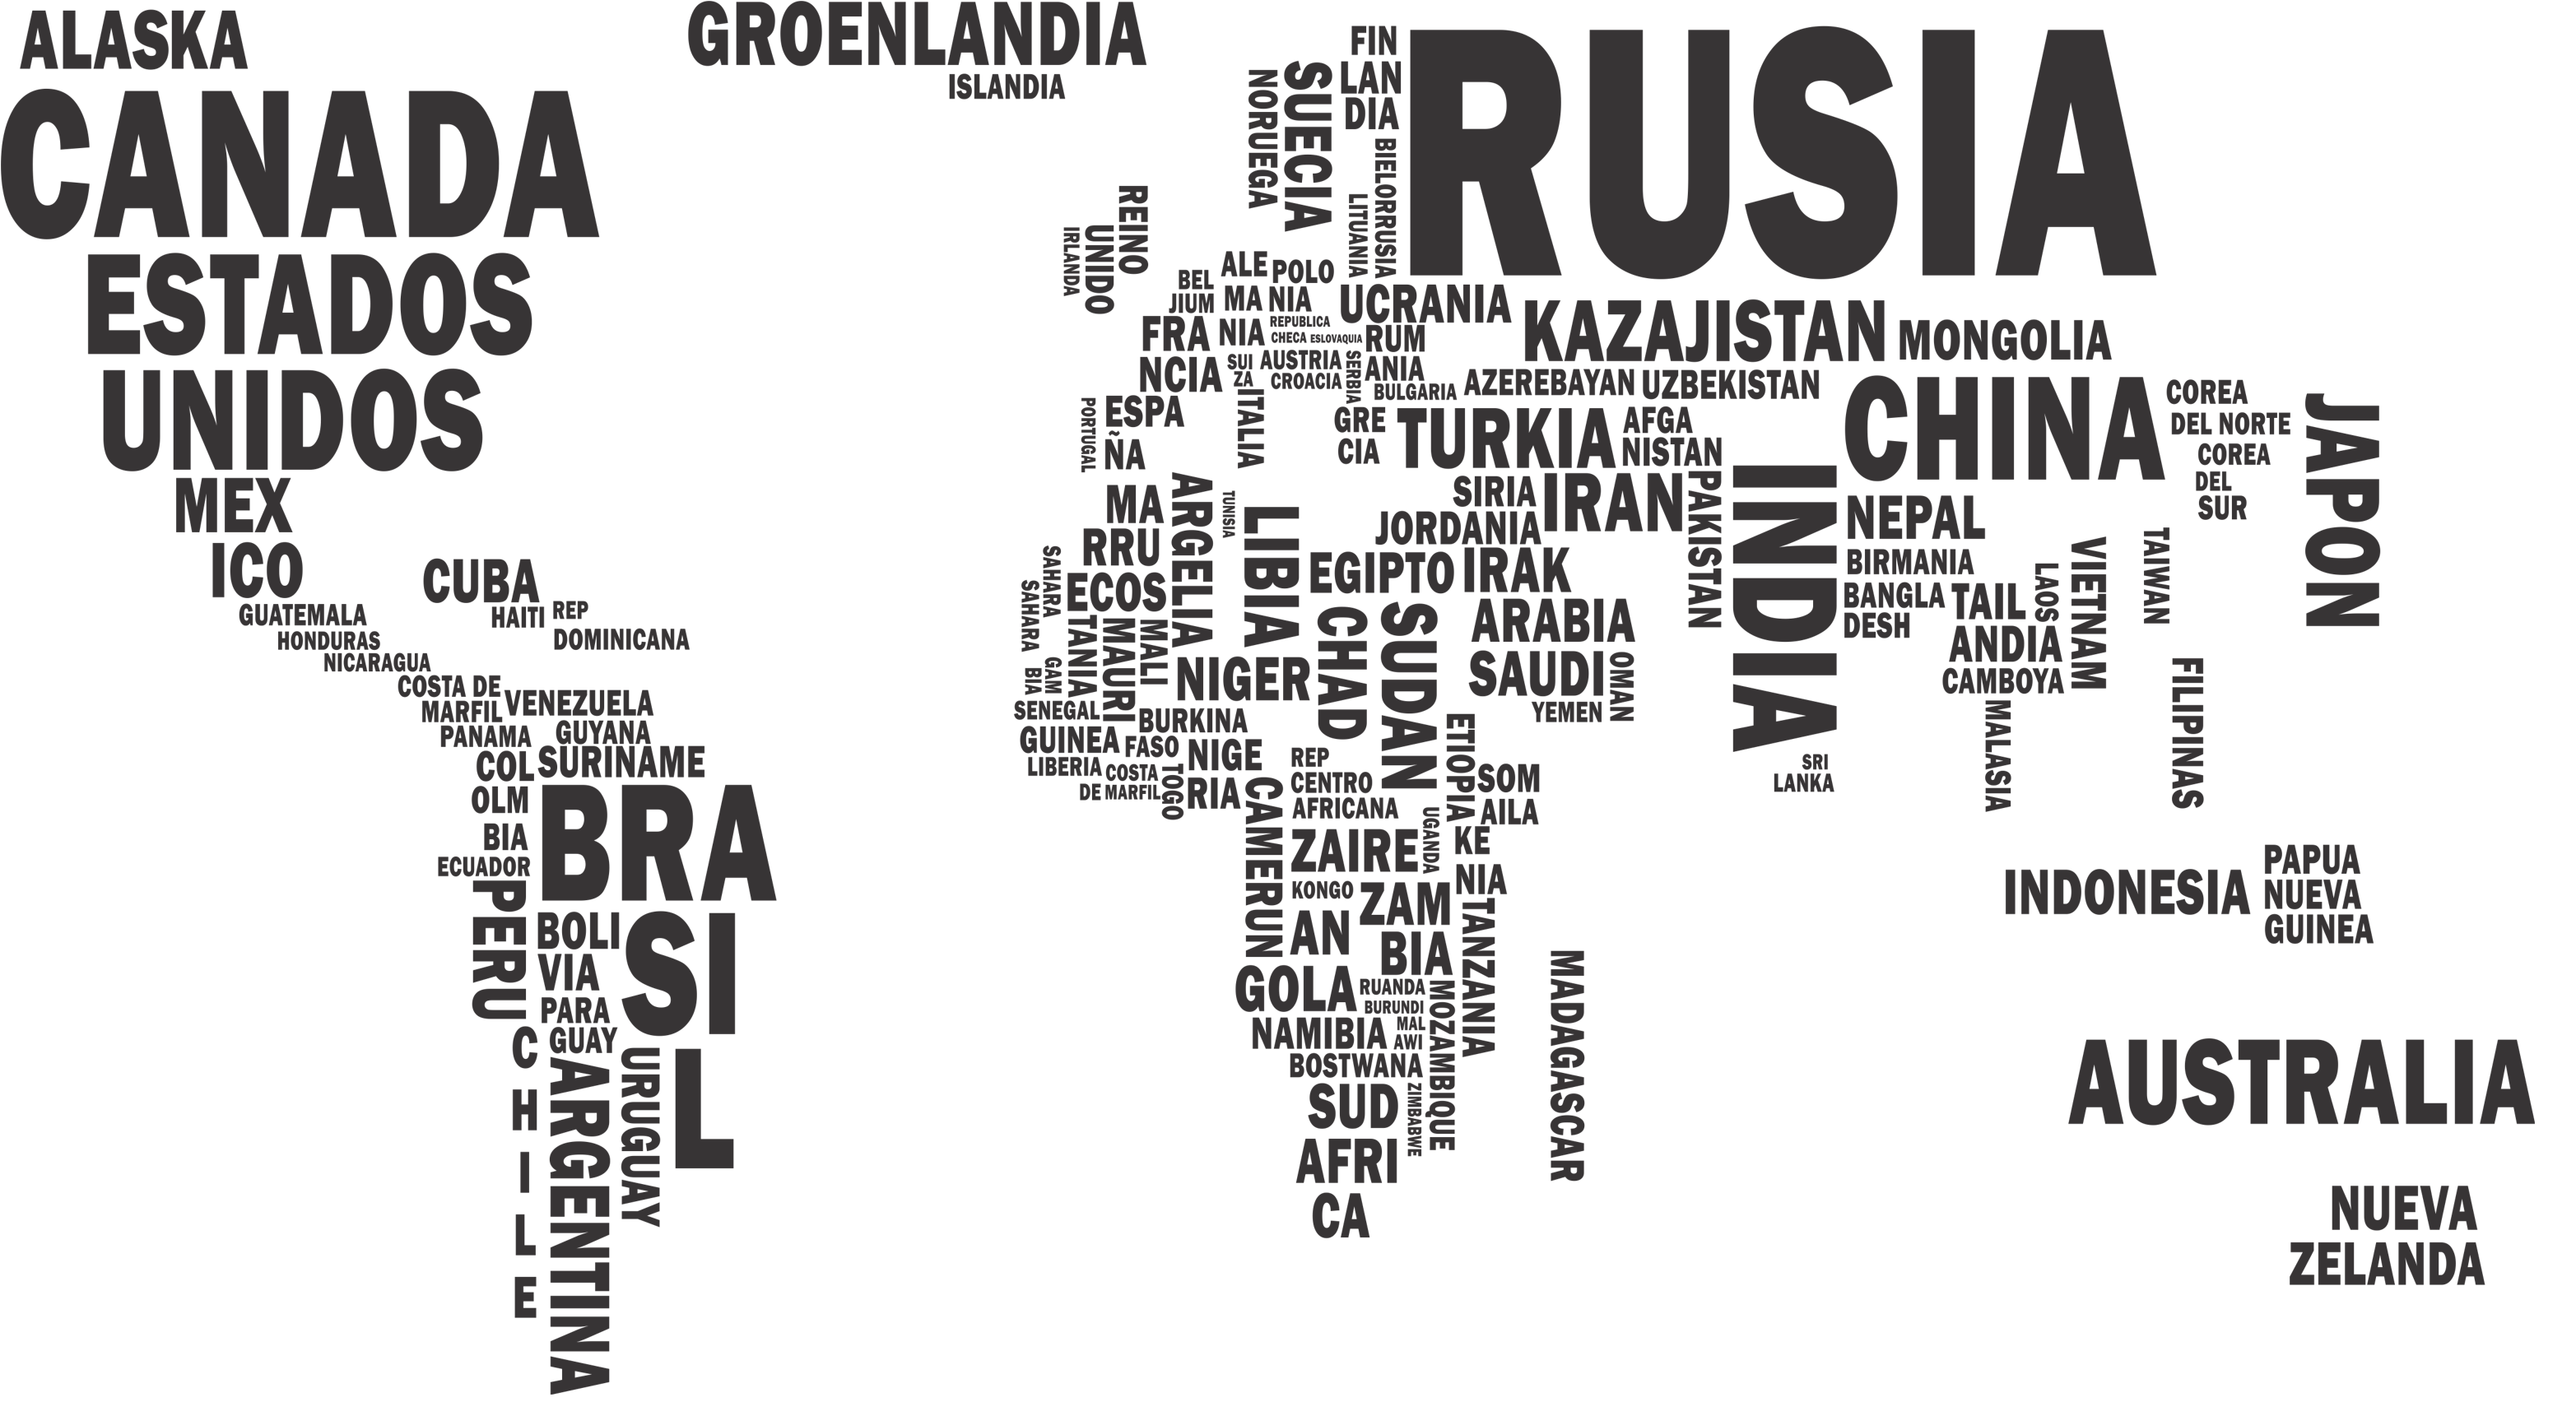 ALASKA
CANADA
ESTADOS
UNIDOS
MEX
ICO
GUATEMALA
HONDURAS
NICARAGUA
COSTA DE
MARFIL
PANAMA
CUBA
HAITI
REP
DOMINICANA
VENEZUELA
GUYANA
SURINAME
COL
OLM
BIA
ECUADOR
PERU
BRA
SI
L
BOLI
VIA
PARA
GUAY
CHILE
ARGENTINA
URUGUAY
GROENLANDIA
ISLANDIA
NORUEGA
SUECIA
FIN
LAN
DIA
BIELORRUSIA
LITUANIA
RUSIA
REINO
UNIDO
IRLANDA
BEL
JIUM
ALE
MA
NIA
POLO
NIA
UCRANIA
FRA
NCIA
REPUBLICA
CHECA
ESLOVAQUIA
RUM
ANIA
SUI
ZA
AUSTRIA
CROACIA
SERBIA
BULGARIA
PORTUGAL
ESPA
ÑA
ITALIA
GRE
CIA
KAZAJISTAN
MONGOLIA
AZEREBAYAN
UZBEKISTAN
TURKIA
AFGA
NISTAN
CHINA
COREA
DEL NORTE
COREA
DEL
SUR
JAPON
SIRIA
IRAN
JORDANIA
PAKISTAN
INDIA
NEPAL
BIRMANIA
BANGLA
DESH
TAIL
ANDIA
LAOS
VIETNAM
TAIWAN
CAMBOYA
MALASIA
FILIPINAS
SRI
LANKA
IRAK
ARABIA
SAUDI
OMAN
YEMEN
MA
RRU
ECOS
ARGELIA
TUNISIA
LIBIA
EGIPTO
SAHARA
SAHARA
MAURI
TANIA
MALI
NIGER
CHAD
SUDAN
GAM
BIA
SENEGAL
BURKINA
FASO
GUINEA
LIBERIA
COSTA
DE MARFIL
TOGO
NIGE
RIA
CAMERUN
REP
CENTRO
AFRICANA
ETIOPIA
SOM
AILA
UGANDA
KE
NIA
ZAIRE
KONGO
ZAM
BIA
AN
GOLA
TANZANIA
RUANDA
BURUNDI
MAL
AWI
MOZAMBIQUE
NAMIBIA
BOSTWANA
ZIMBABWE
SUD
AFRI
CA
MADAGASCAR
INDONESIA
PAPUA
NUEVA
GUINEA
AUSTRALIA
NUEVA
ZELANDA